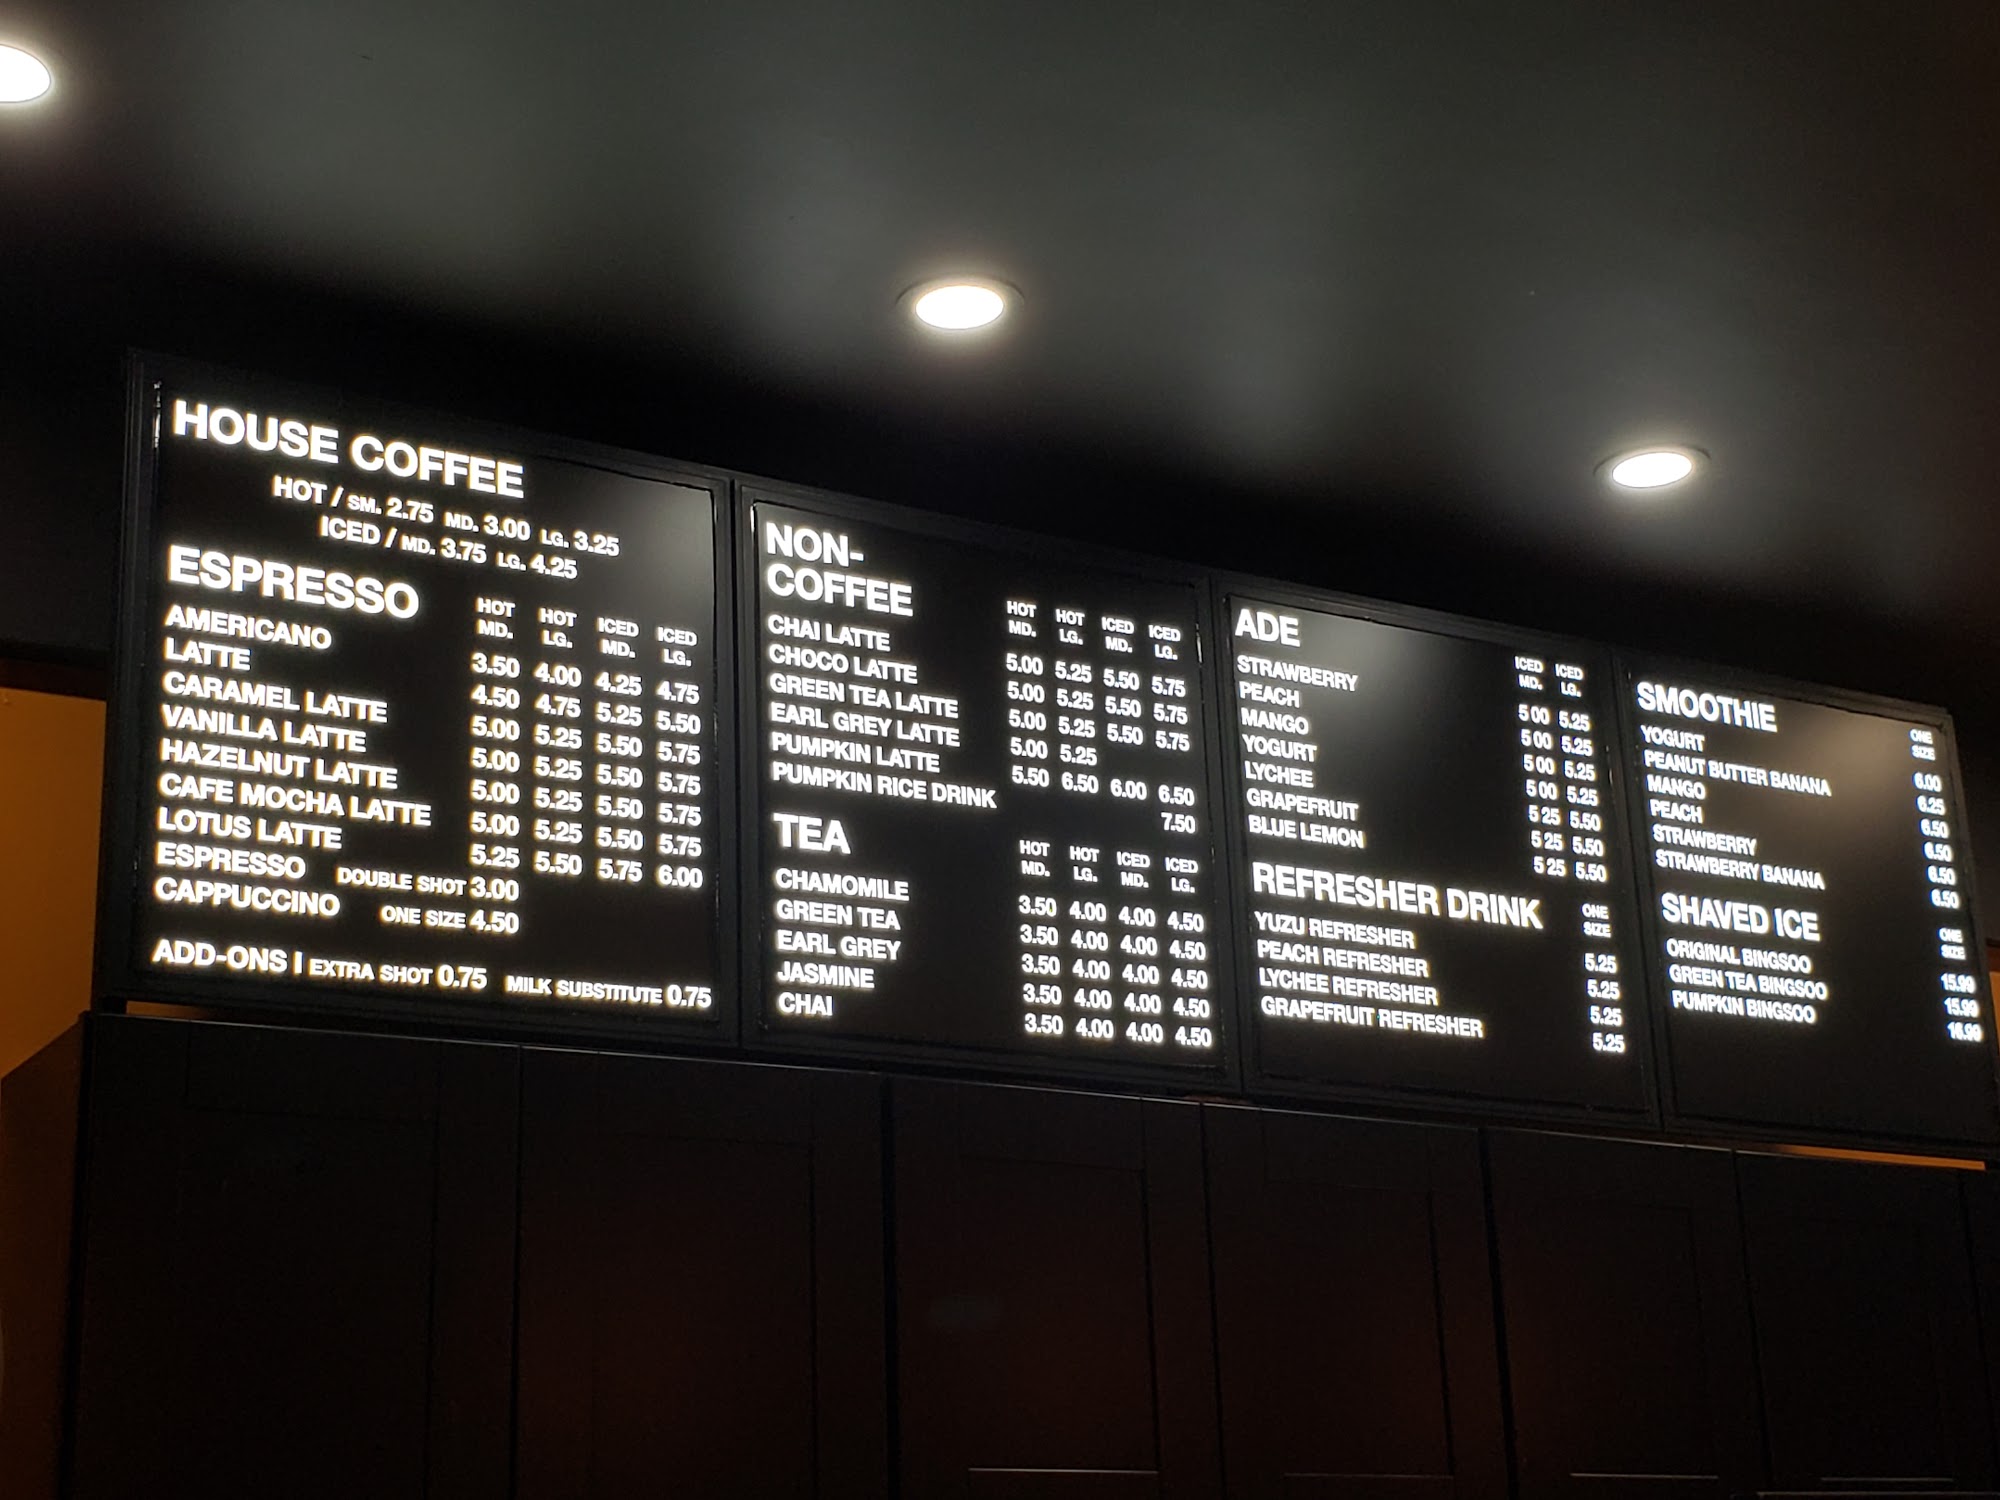 HOUSE COFFEE
HOT / SM. 2.75 MD. 3.00 LG. 3.25
ICED / MD. 3.75 LG. 4.25
ESPRESSO
HOT MD. HOT LG. ICED MD. ICED LG.
AMERICANO 3.50 4.00 4.25 4.75
LATTE 4.50 4.75 5.25 5.50
CARAMEL LATTE 5.00 5.25 5.50 5.75
VANILLA LATTE 5.00 5.25 5.50 5.75
HAZELNUT LATTE 5.00 5.25 5.50 5.75
CAFE MOCHA LATTE 5.00 5.25 5.50 5.75
LOTUS LATTE 5.25 5.50 5.75 6.00
ESPRESSO DOUBLE SHOT 3.00
CAPPUCCINO ONE SIZE 4.50
ADD-ONS | EXTRA SHOT 0.75 MILK SUBSTITUTE 0.75
NON-
COFFEE
HOT MD. HOT LG. ICED MD. ICED LG.
CHAI LATTE 5.00 5.25 5.50 5.75
CHOCO LATTE 5.00 5.25 5.50 5.75
GREEN TEA LATTE 5.00 5.25 5.50 5.75
EARL GREY LATTE 5.00 5.25
PUMPKIN LATTE 5.50 6.50 6.00 6.50
PUMPKIN RICE DRINK 7.50
TEA
HOT MD. HOT LG. ICED MD. ICED LG.
CHAMOMILE 3.50 4.00 4.00 4.50
GREEN TEA 3.50 4.00 4.00 4.50
EARL GREY 3.50 4.00 4.00 4.50
JASMINE 3.50 4.00 4.00 4.50
CHAI 3.50 4.00 4.00 4.50
ADE
ICED MD. ICED LG.
STRAWBERRY 5 00 5.25
PEACH 5 00 5.25
MANGO 5 00 5.25
YOGURT 5 00 5.25
LYCHEE 5 25 5.50
GRAPEFRUIT 5 25 5.50
BLUE LEMON 5 25 5.50
REFRESHER DRINK
ONE SIZE
YUZU REFRESHER 5.25
PEACH REFRESHER 5.25
LYCHEE REFRESHER 5.25
GRAPEFRUIT REFRESHER 5.25
SMOOTHIE
ONE SIZE
YOGURT 6.00
PEANUT BUTTER BANANA 6.25
MANGO 6.50
PEACH 6.50
STRAWBERRY 6.50
STRAWBERRY BANANA 6.50
SHAVED ICE
ONE SIZE
ORIGINAL BINGSOO 15.99
GREEN TEA BINGSOO 15.99
PUMPKIN BINGSOO 16.99